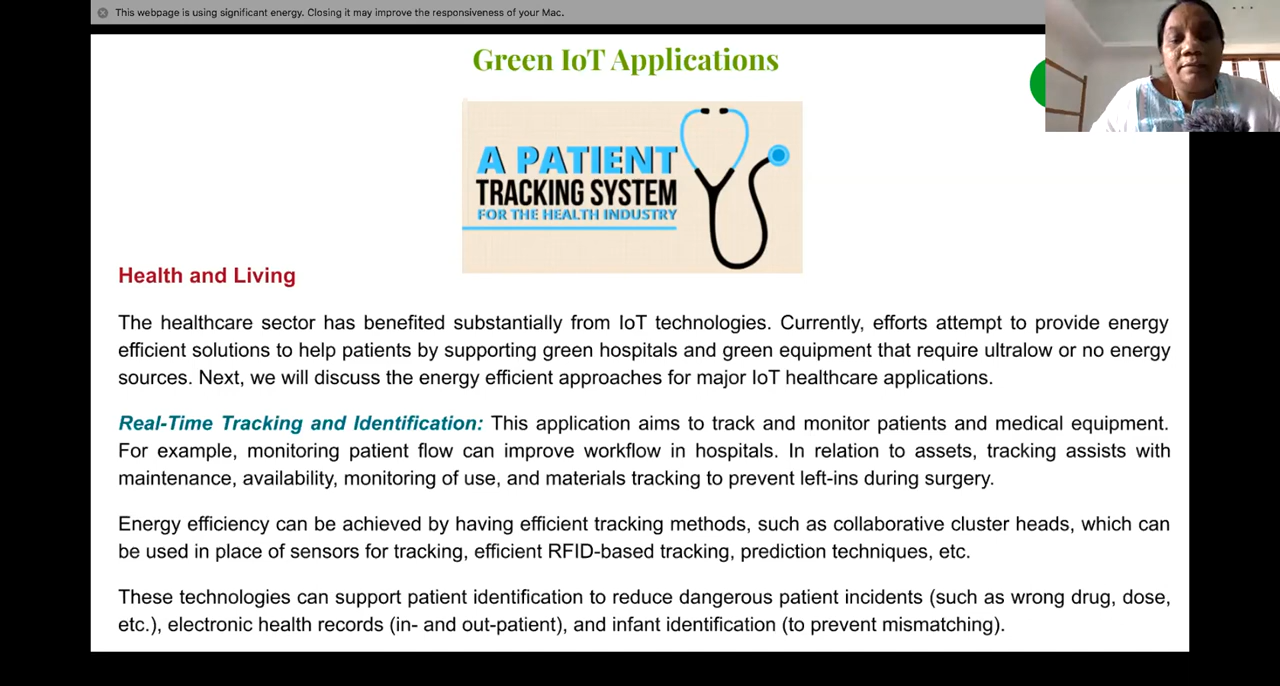 This webpage is using significant energy. Closing it may improve the responsiveness of your Mac.
Green IoT Applications
A PATIENT
TRACKING SYSTEM
FOR THE HEALTH INDUSTRY
Health and Living
The healthcare sector has benefited substantially from IoT technologies. Currently, efforts attempt to provide energy
efficient solutions to help patients by supporting green hospitals and green equipment that require ultralow or no energy
sources. Next, we will discuss the energy efficient approaches for major IoT healthcare applications.
Real-Time Tracking and Identification: This application aims to track and monitor patients and medical equipment.
For example, monitoring patient flow can improve workflow in hospitals. In relation to assets, tracking assists with
maintenance, availability, monitoring of use, and materials tracking to prevent left-ins during surgery.
Energy efficiency can be achieved by having efficient tracking methods, such as collaborative cluster heads, which can
be used in place of sensors for tracking, efficient RFID-based tracking, prediction techniques, etc.
These technologies can support patient identification to reduce dangerous patient incidents (such as wrong drug, dose,
etc.), electronic health records (in- and out-patient), and infant identification (to prevent mismatching).